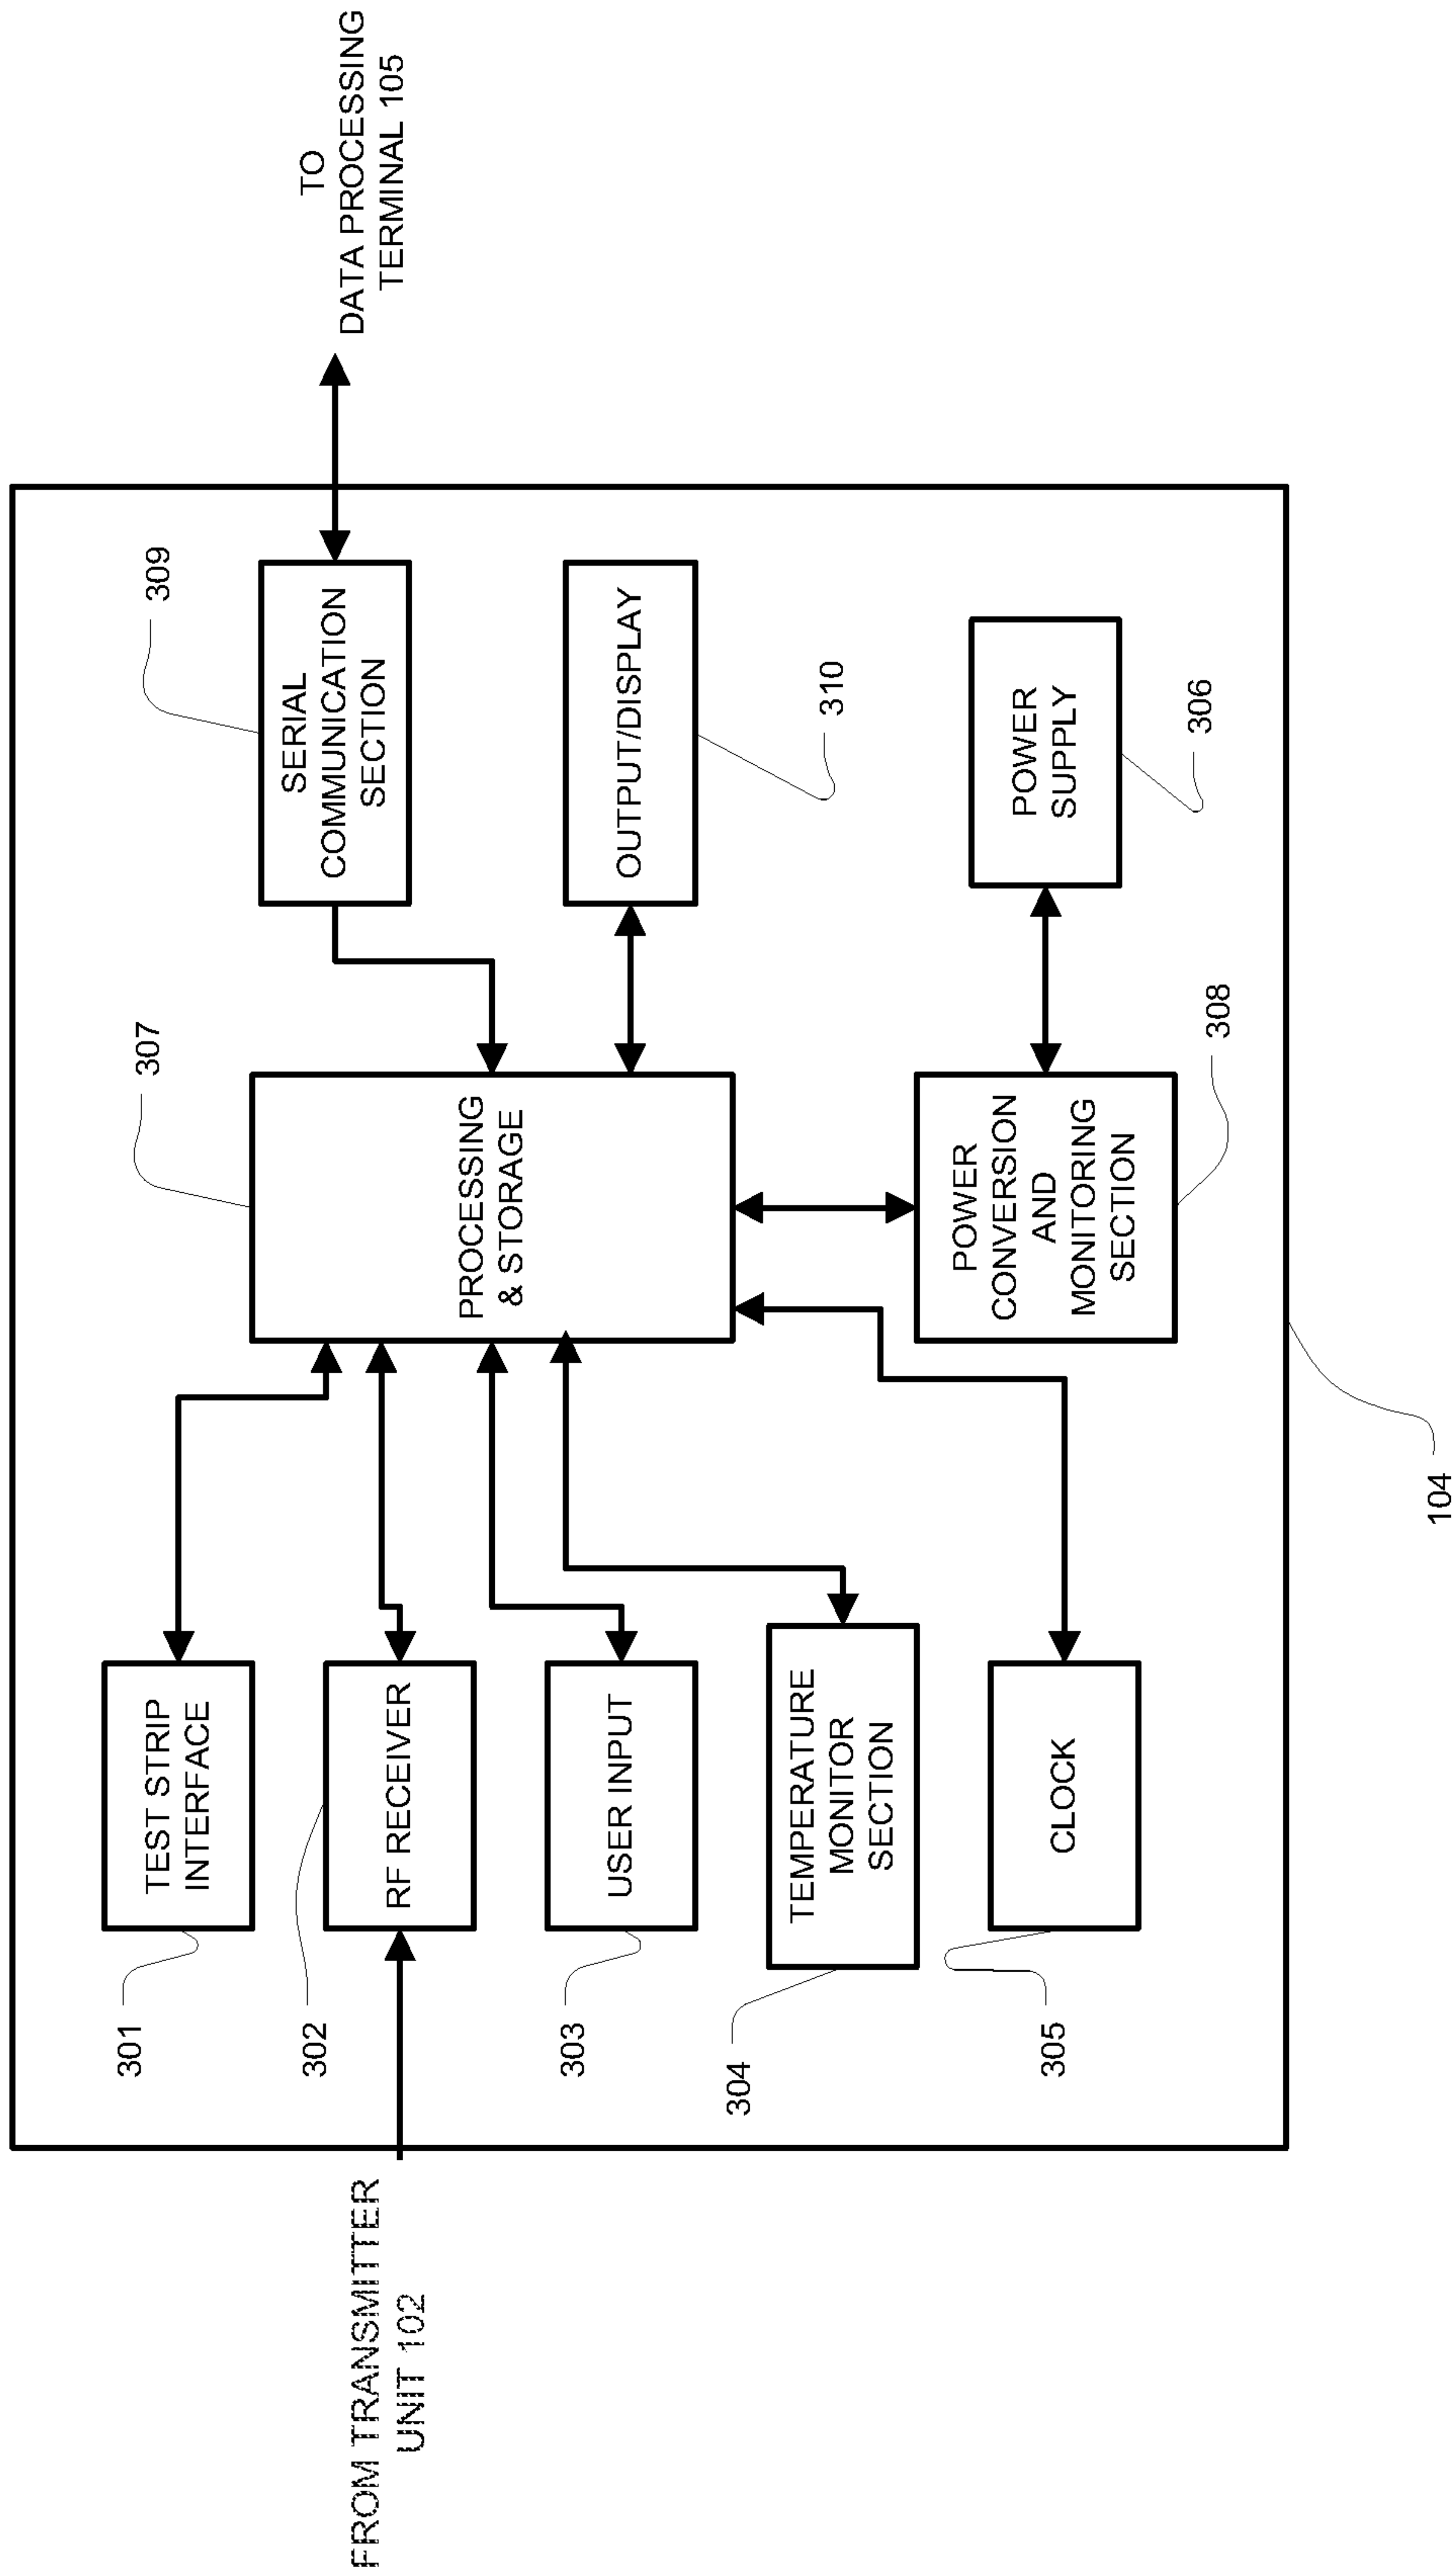 FROM TRANSMITTER
UNIT 102
301
TEST STRIP
INTERFACE
302
RF RECEIVER
303
USER INPUT
304
TEMPERATURE
MONITOR
SECTION
305
CLOCK
307
PROCESSING
& STORAGE
POWER
CONVERSION
AND
MONITORING
SECTION
308
309
SERIAL
COMMUNICATION
SECTION
OUTPUT/DISPLAY
310
POWER
SUPPLY
306
TO
DATA PROCESSING
TERMINAL 105
104